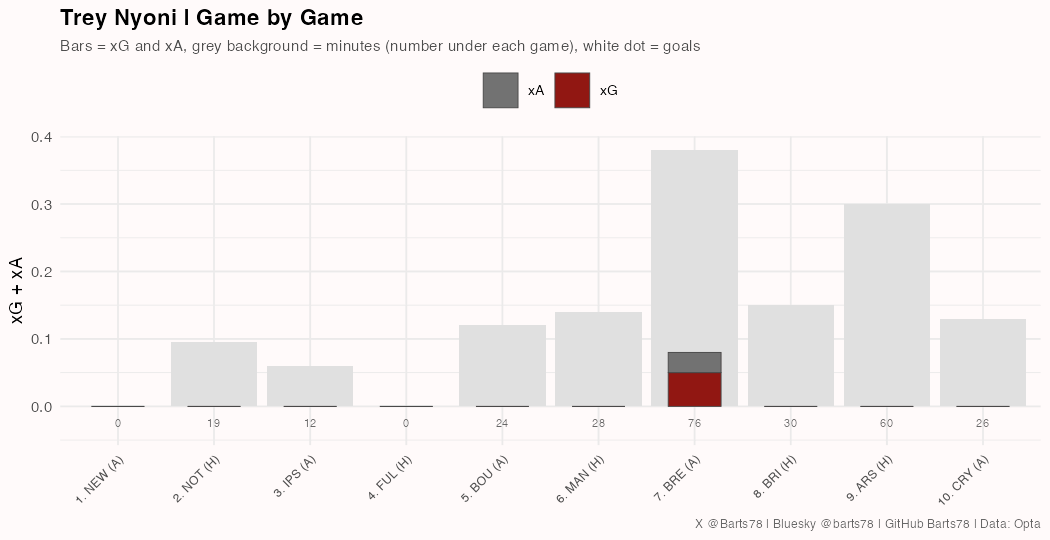 Trey Nyoni | Game by Game
Bars = xG and xA, grey background = minutes (number under each game), white dot = goals
xA xG
xG + xA
0.4
0.3
0.2
0.1
0.0
0 19 12 0 24 28 76 30 60 26
1. NEW (A) 2. NOT (H) 3. IPS (A) 4. FUL (H) 5. BOU (A) 6. MAN (H) 7. BRE (A) 8. BRI (H) 9. ARS (H) 10. CRY (A)
X @Barts78 | Bluesky @barts78 | GitHub Barts78 | Data: Opta